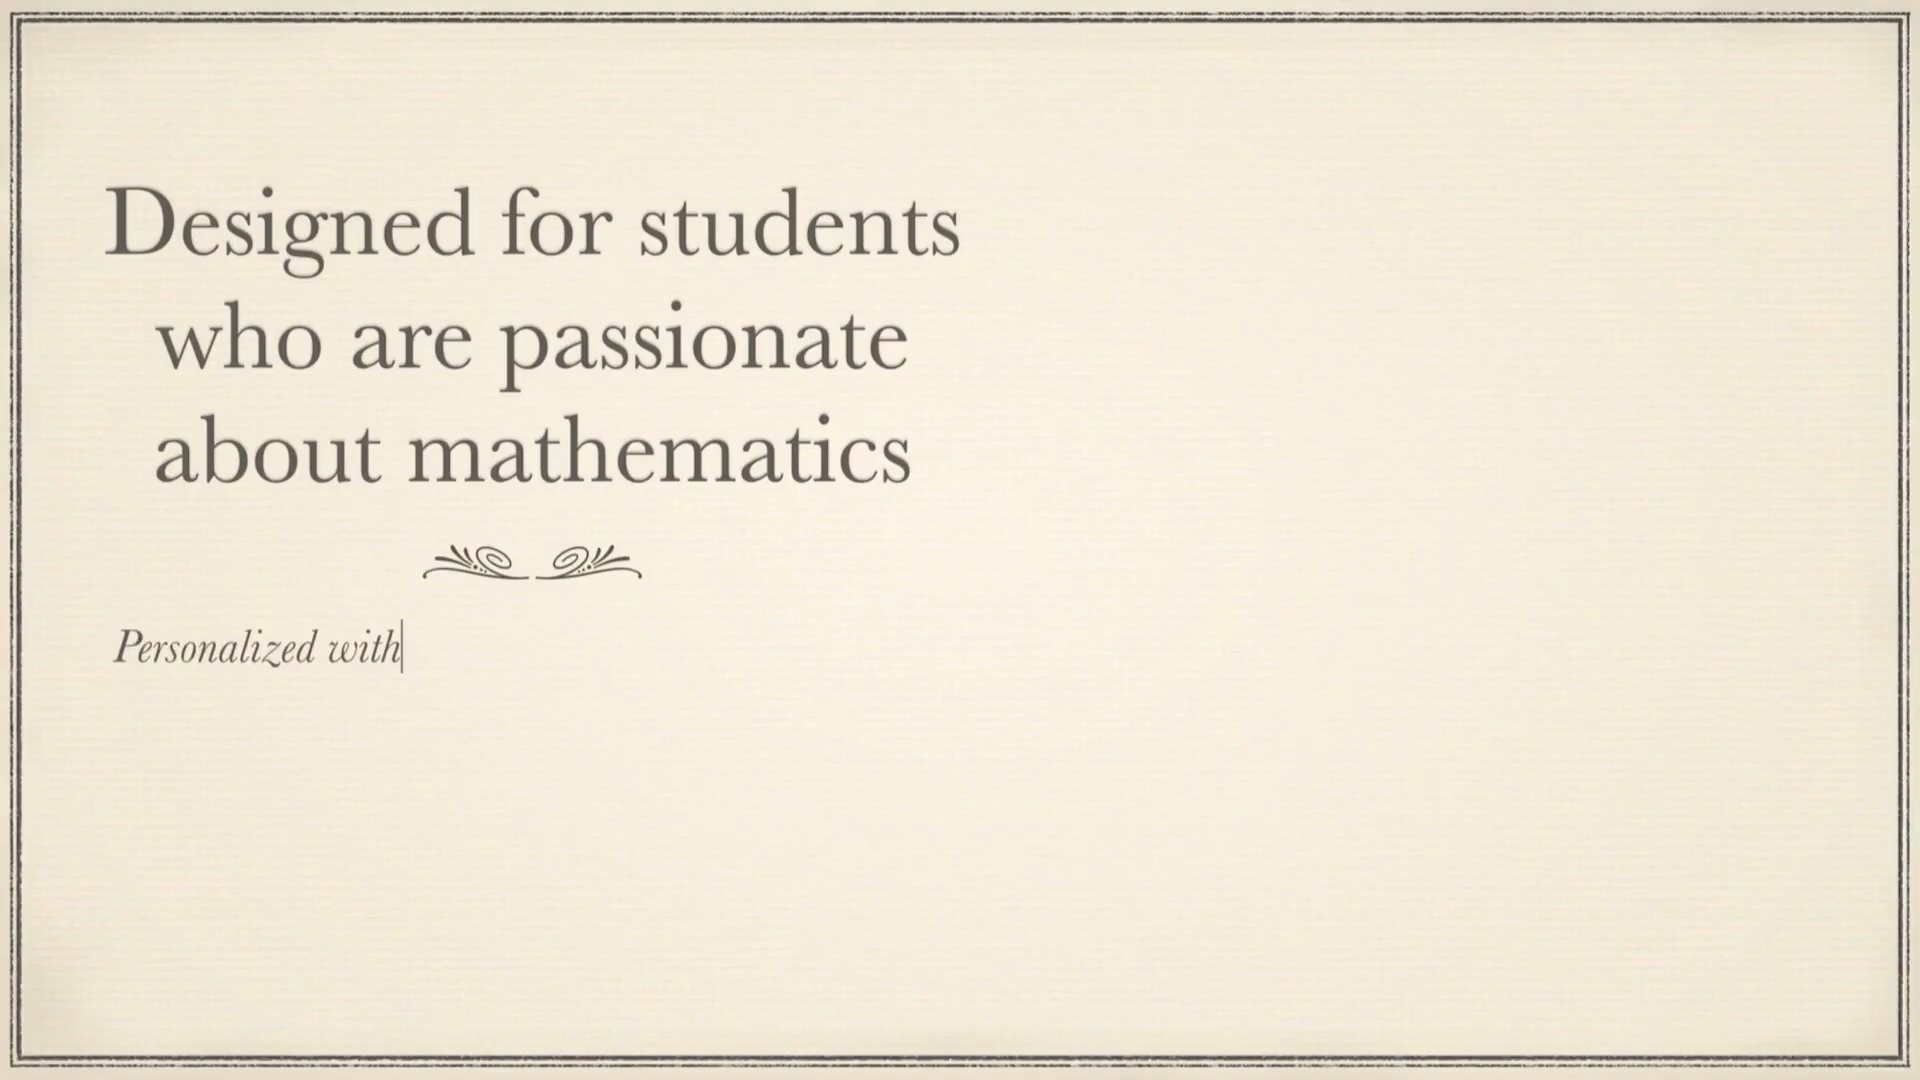 Designed for students
who are passionate
about mathematics
Personalized with